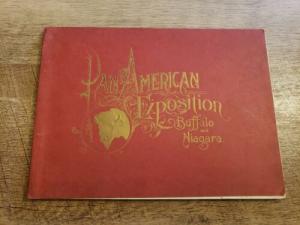 Pan American
Exposition
Buffalo
and
Niagara